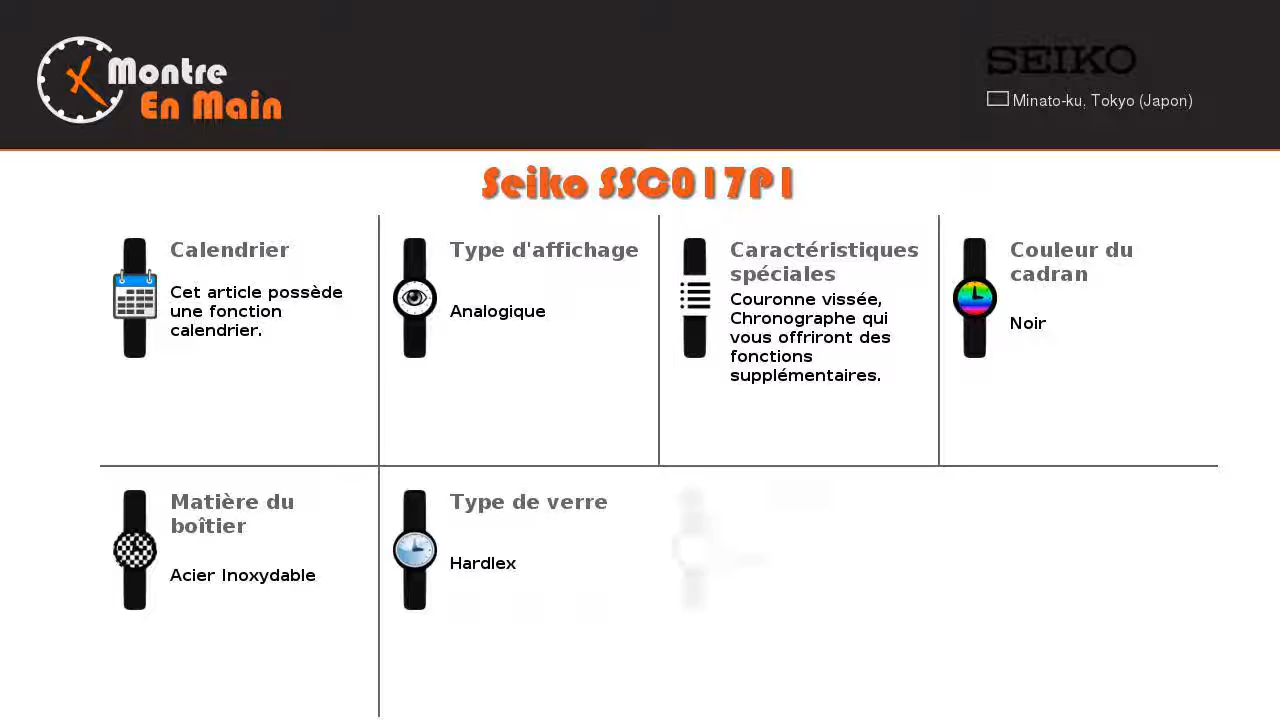 Montre
En Main
SEIKO
Minato-ku, Tokyo (Japon)
Seiko SSC017P1
Calendrier
Cet article possède
une fonction
calendrier.
Type d'affichage
Analogique
Caractéristiques
spéciales
Couronne vissée,
Chronographe qui
vous offriront des
fonctions
supplémentaires.
Couleur du
cadran
Noir
Matière du
boîtier
Acier Inoxydable
Type de verre
Hardlex